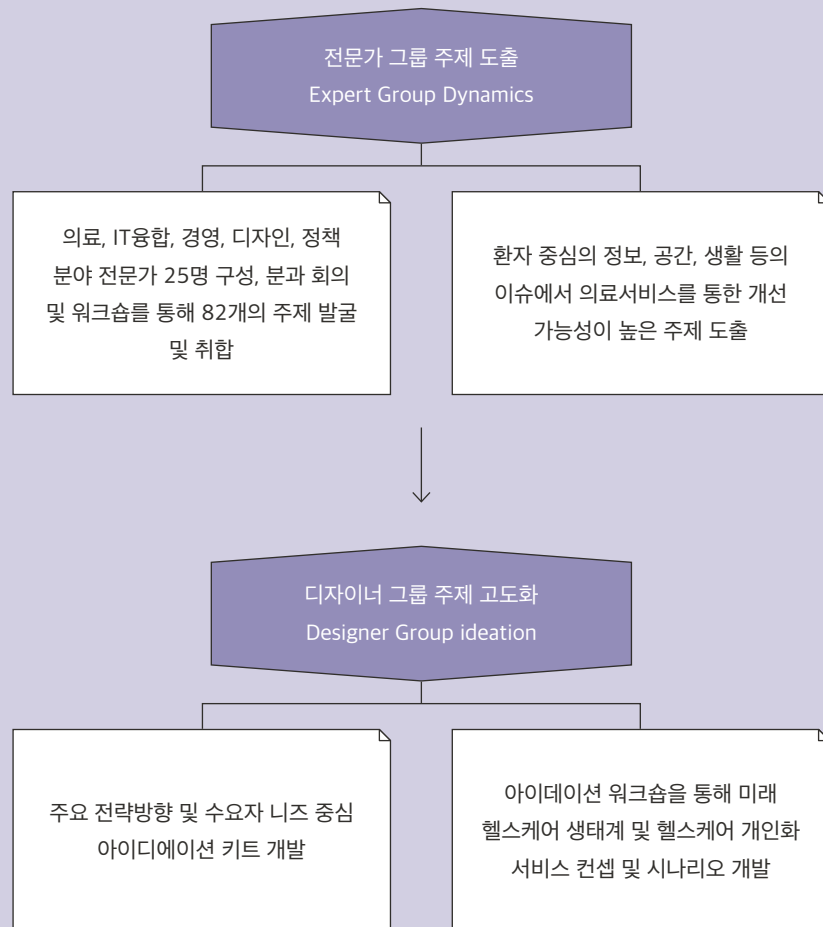 전문가 그룹 주제 도출
Expert Group Dynamics
의료, IT융합, 경영, 디자인, 정책
분야 전문가 25명 구성, 분과 회의
및 워크숍를 통해 82개의 주제 발굴
및 취합
환자 중심의 정보, 공간, 생활 등의
이슈에서 의료서비스를 통한 개선
가능성이 높은 주제 도출
디자이너 그룹 주제 고도화
Designer Group ideation
주요 전략방향 및 수요자 니즈 중심
아이디에이션 키트 개발
아이데이션 워크숍을 통해 미래
헬스케어 생태계 및 헬스케어 개인화
서비스 컨셉 및 시나리오 개발